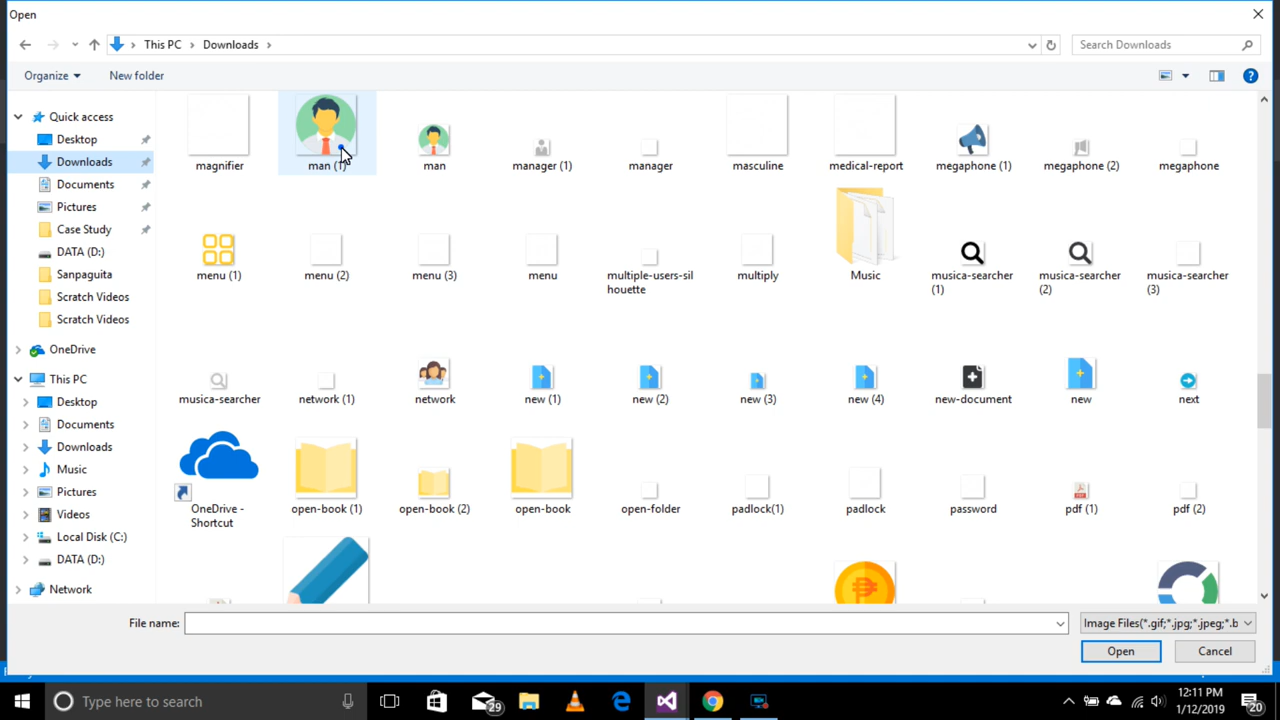 Open
This PC
Downloads
Search Downloads
Organize
New folder
Quick access
Desktop
Downloads
Documents
Pictures
Case Study
DATA (D:)
Sanpaguita
Scratch Videos
Scratch Videos
OneDrive
This PC
Desktop
Documents
Downloads
Music
Pictures
Videos
Local Disk (C:)
DATA (D:)
Network
magnifier
man (1)
man
manager (1)
manager
masculine
medical-report
megaphone (1)
megaphone (2)
megaphone
menu (1)
menu (2)
menu (3)
menu
multiple-users-sil
houette
multiply
Music
musica-searcher
(1)
musica-searcher
(2)
musica-searcher
(3)
musica-searcher
network (1)
network
new (1)
new (2)
new (3)
new (4)
new-document
new
next
OneDrive -
Shortcut
open-book (1)
open-book (2)
open-book
open-folder
padlock(1)
padlock
password
pdf (1)
pdf (2)
File name:
Image Files(*.gif;*.jpg;*.jpeg;*.b
Open
Cancel
Type here to search
29
12:11 PM
1/12/2019
20